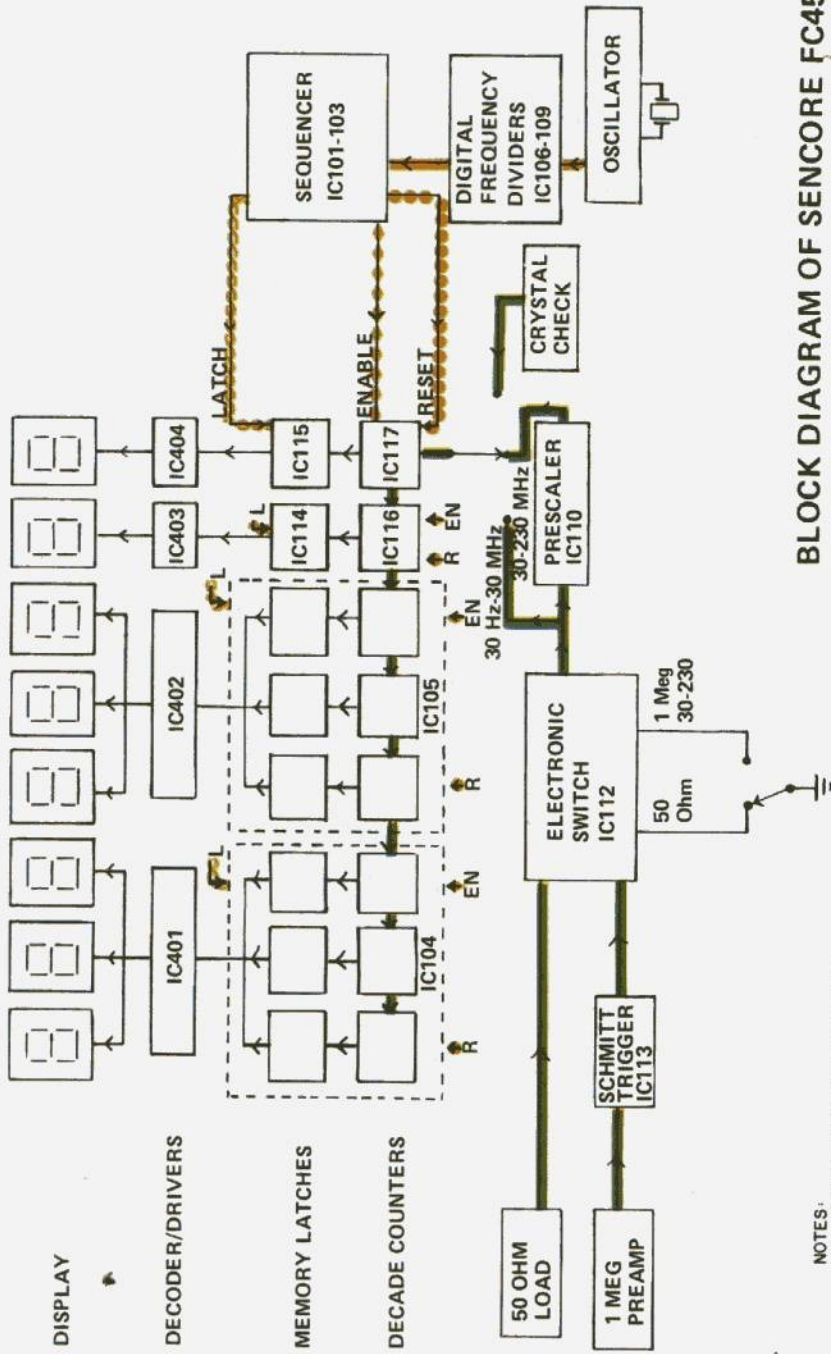 DISPLAY
DECODER/DRIVERS
IC401
IC402
IC403
IC404
MEMORY LATCHES
L
L
L
IC114
IC115
LATCH
DECADE COUNTERS
IC104
IC105
IC116
IC117
ENABLE
RESET
R
EN
R
EN
R
EN
SEQUENCER
IC101-103
DIGITAL
FREQUENCY
DIVIDERS
IC106-109
OSCILLATOR
CRYSTAL
CHECK
30 Hz-30 MHz
30-230 MHz
PRESCALER
IC110
50 OHM
LOAD
1 MEG
PREAMP
SCHMITT
TRIGGER
IC113
ELECTRONIC
SWITCH
IC112
50
Ohm
1 Meg
30-230
NOTES:
BLOCK DIAGRAM OF SENCORE FC45